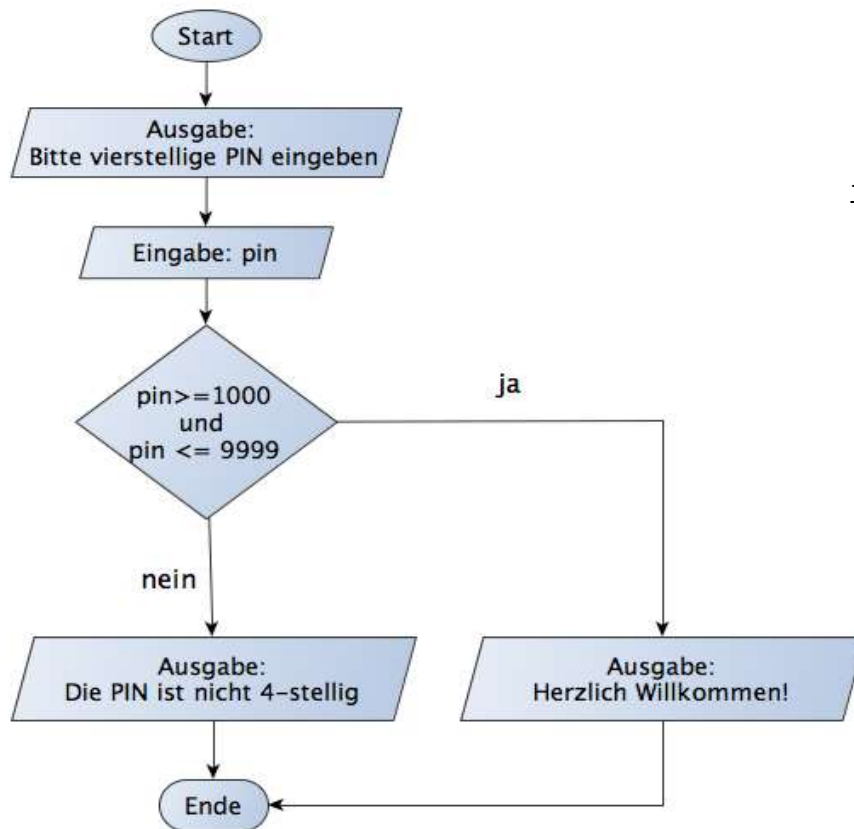 Start
Ausgabe:
Bitte vierstellige PIN eingeben
Eingabe: pin
pin>=1000
und
pin <= 9999
ja
nein
Ausgabe:
Die PIN ist nicht 4-stellig
Ausgabe:
Herzlich Willkommen!
Ende